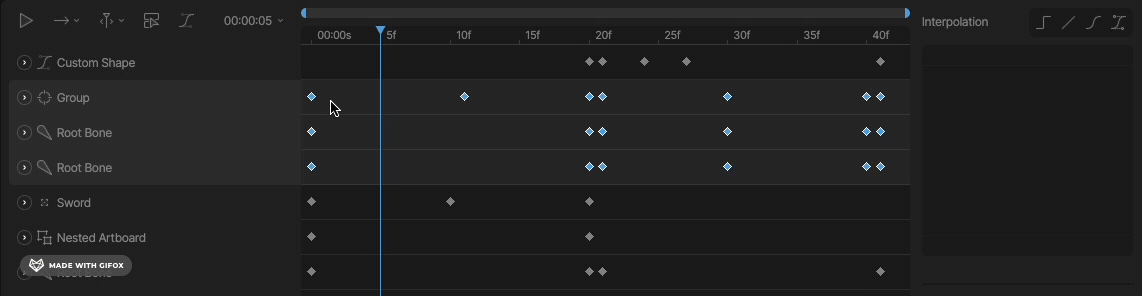 00:00:05
Interpolation
00:00s 5f 10f 15f 20f 25f 30f 35f 40f
Custom Shape
Group
Root Bone
Root Bone
Sword
Nested Artboard
MADE WITH GIFOX